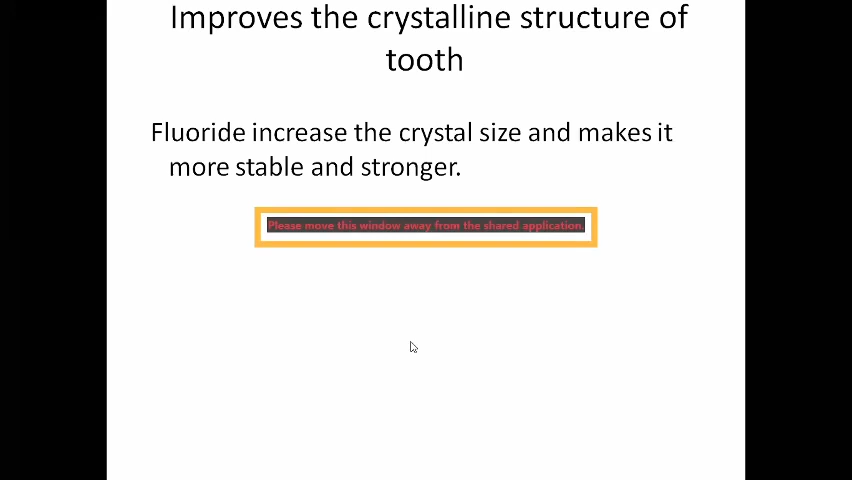 Improves the crystalline structure of
tooth
Fluoride increase the crystal size and makes it
more stable and stronger.
Please move this window away from the shared application.